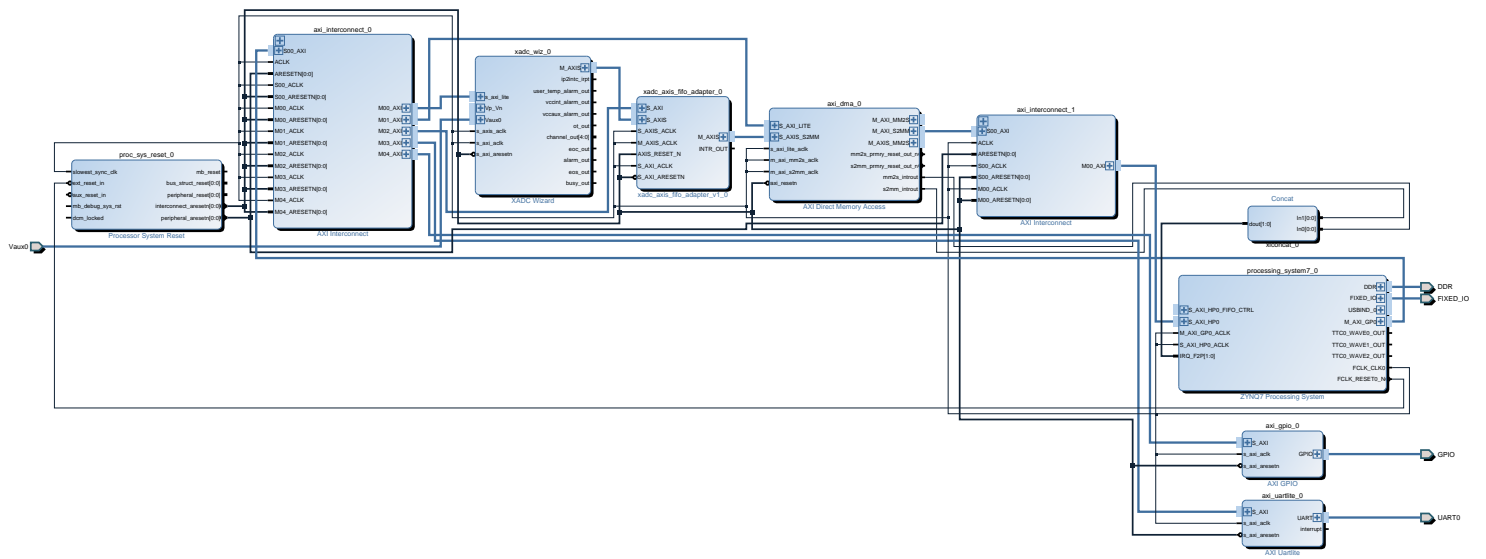 axi_interconnect_0
S00_AXI
ACLK
ARESETN[0:0]
S00_ACLK
S00_ARESETN[0:0]
M00_ACLK
M00_ARESETN[0:0]
M01_ACLK
M01_ARESETN[0:0]
M02_ACLK
M02_ARESETN[0:0]
M03_ACLK
M03_ARESETN[0:0]
M04_ACLK
M04_ARESETN[0:0]
M00_AXI
M01_AXI
M02_AXI
M03_AXI
M04_AXI
AXI Interconnect
proc_sys_reset_0
slowest_sync_clk
ext_reset_in
aux_reset_in
mb_debug_sys_rst
dcm_locked
mb_reset
bus_struct_reset[0:0]
peripheral_reset[0:0]
interconnect_aresetn[0:0]
peripheral_aresetn[0:0]
Processor System Reset
Vaux0
xadc_wiz_0
s_axi_lite
Vp_Vn
Vaux0
s_axis_aclk
s_axi_aclk
s_axi_aresetn
M_AXIS
ip2intc_irpt
user_temp_alarm_out
vccint_alarm_out
vccaux_alarm_out
ot_out
channel_out[4:0]
eoc_out
alarm_out
eos_out
busy_out
XADC Wizard
xadc_axis_fifo_adapter_0
S_AXI
S_AXIS
S_AXIS_ACLK
M_AXIS_ACLK
AXIS_RESET_N
S_AXI_ACLK
S_AXI_ARESETN
M_AXIS
INTR_OUT
xadc_axis_fifo_adapter_v1_0
axi_dma_0
S_AXI_LITE
S_AXIS_S2MM
s_axi_lite_aclk
m_axi_mm2s_aclk
m_axi_s2mm_aclk
axi_resetn
M_AXI_MM2S
M_AXI_S2MM
M_AXIS_MM2S
mm2s_prmry_reset_out_n
s2mm_prmry_reset_out_n
mm2s_introut
s2mm_introut
AXI Direct Memory Access
axi_interconnect_1
S00_AXI
ACLK
ARESETN[0:0]
S00_ACLK
S00_ARESETN[0:0]
M00_ACLK
M00_ARESETN[0:0]
M00_AXI
AXI Interconnect
Concat
dout[1:0]
In1[0:0]
In0[0:0]
xlconcat_0
processing_system7_0
S_AXI_HP0_FIFO_CTRL
S_AXI_HP0
M_AXI_GP0_ACLK
S_AXI_HP0_ACLK
IRQ_F2P[1:0]
DDR
FIXED_IO
USBIND_0
M_AXI_GP0
TTC0_WAVE0_OUT
TTC0_WAVE1_OUT
TTC0_WAVE2_OUT
FCLK_CLK0
FCLK_RESET0_N
ZYNQ7 Processing System
DDR
FIXED_IO
axi_gpio_0
S_AXI
s_axi_aclk
s_axi_aresetn
GPIO
AXI GPIO
GPIO
axi_uartlite_0
S_AXI
s_axi_aclk
s_axi_aresetn
UART
interrupt
AXI Uartlite
UART0